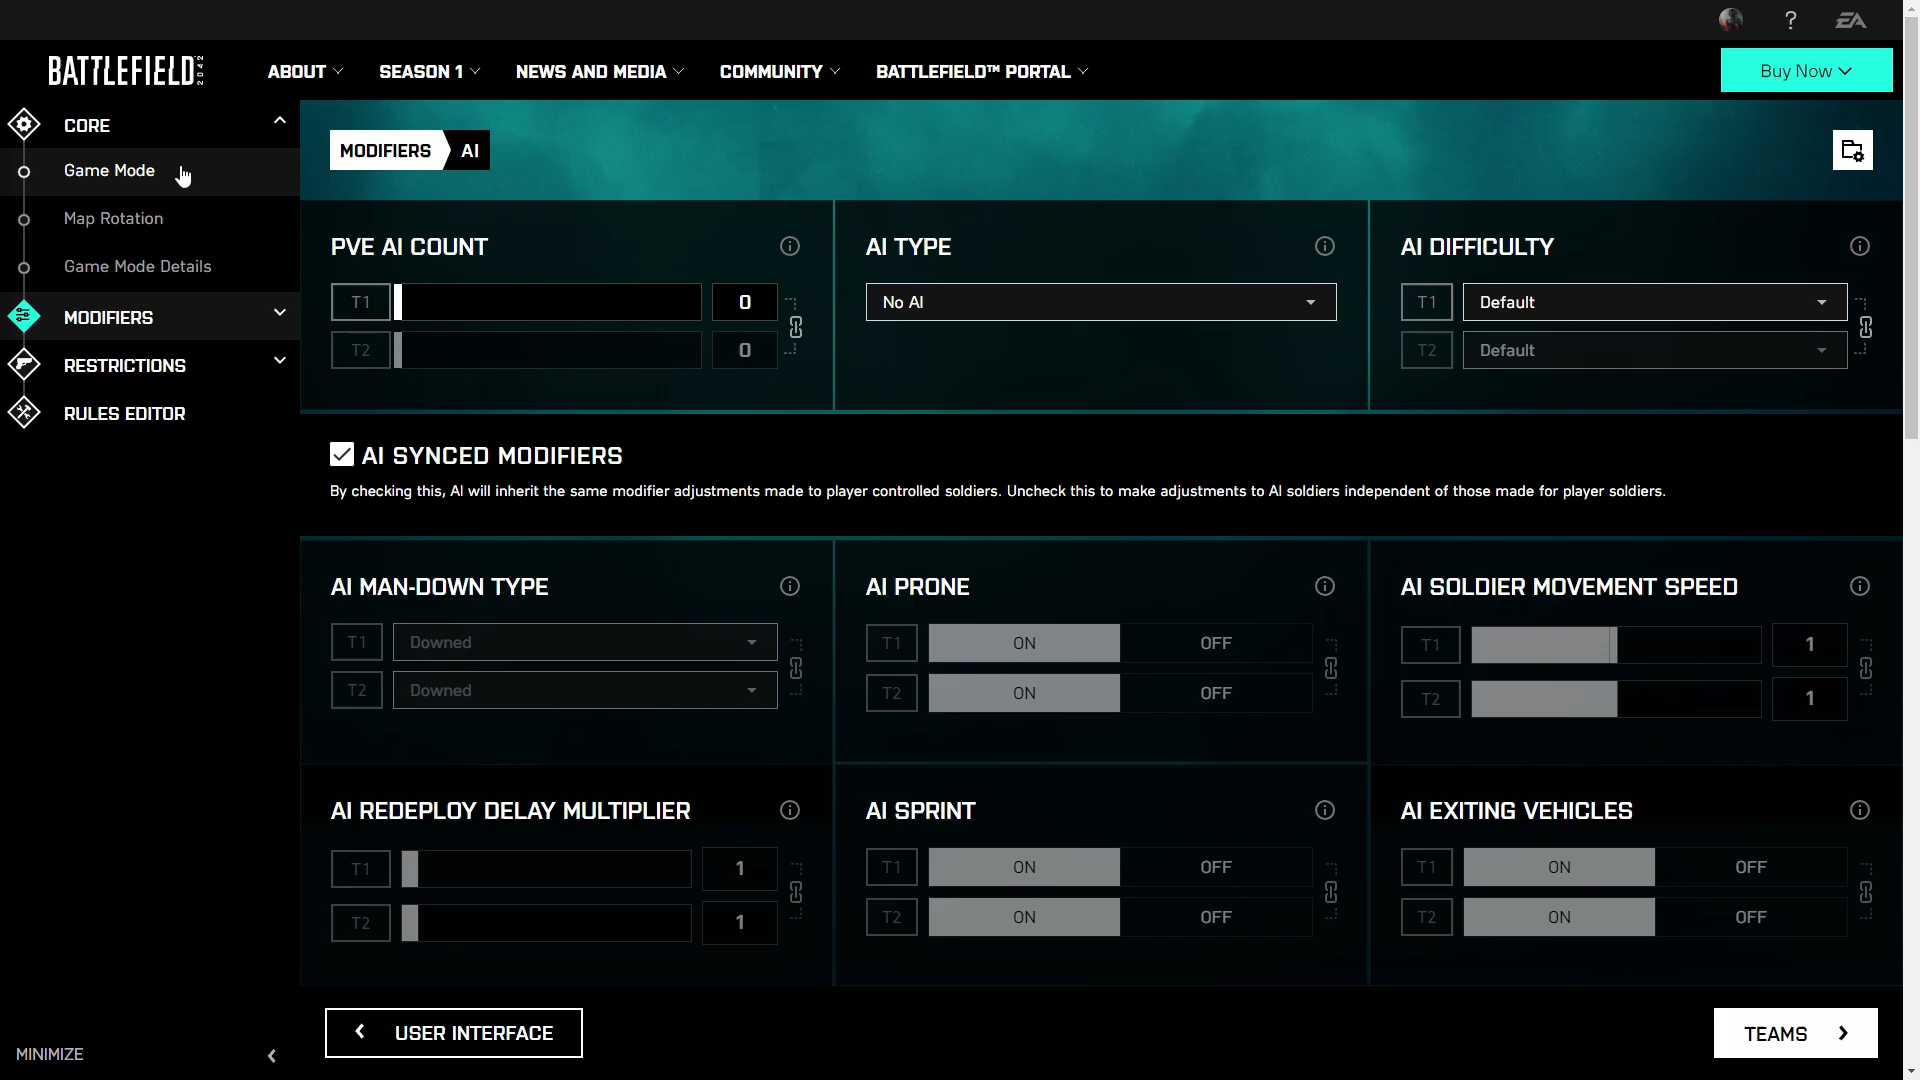 ?
EA
BATTLEFIELD 2042
ABOUT
SEASON 1
NEWS AND MEDIA
COMMUNITY
BATTLEFIELD™ PORTAL
Buy Now
CORE
Game Mode
Map Rotation
Game Mode Details
MODIFIERS
RESTRICTIONS
RULES EDITOR
MINIMIZE
MODIFIERS
AI
PVE AI COUNT
T1
0
T2
0
AI TYPE
No AI
AI DIFFICULTY
T1
Default
T2
Default
AI SYNCED MODIFIERS
By checking this, AI will inherit the same modifier adjustments made to player controlled soldiers. Uncheck this to make adjustments to AI soldiers independent of those made for player soldiers.
AI MAN-DOWN TYPE
T1
Downed
T2
Downed
AI PRONE
T1
ON
OFF
T2
ON
OFF
AI SOLDIER MOVEMENT SPEED
T1
1
T2
1
AI REDEPLOY DELAY MULTIPLIER
T1
1
T2
1
AI SPRINT
T1
ON
OFF
T2
ON
OFF
AI EXITING VEHICLES
T1
ON
OFF
T2
ON
OFF
USER INTERFACE
TEAMS